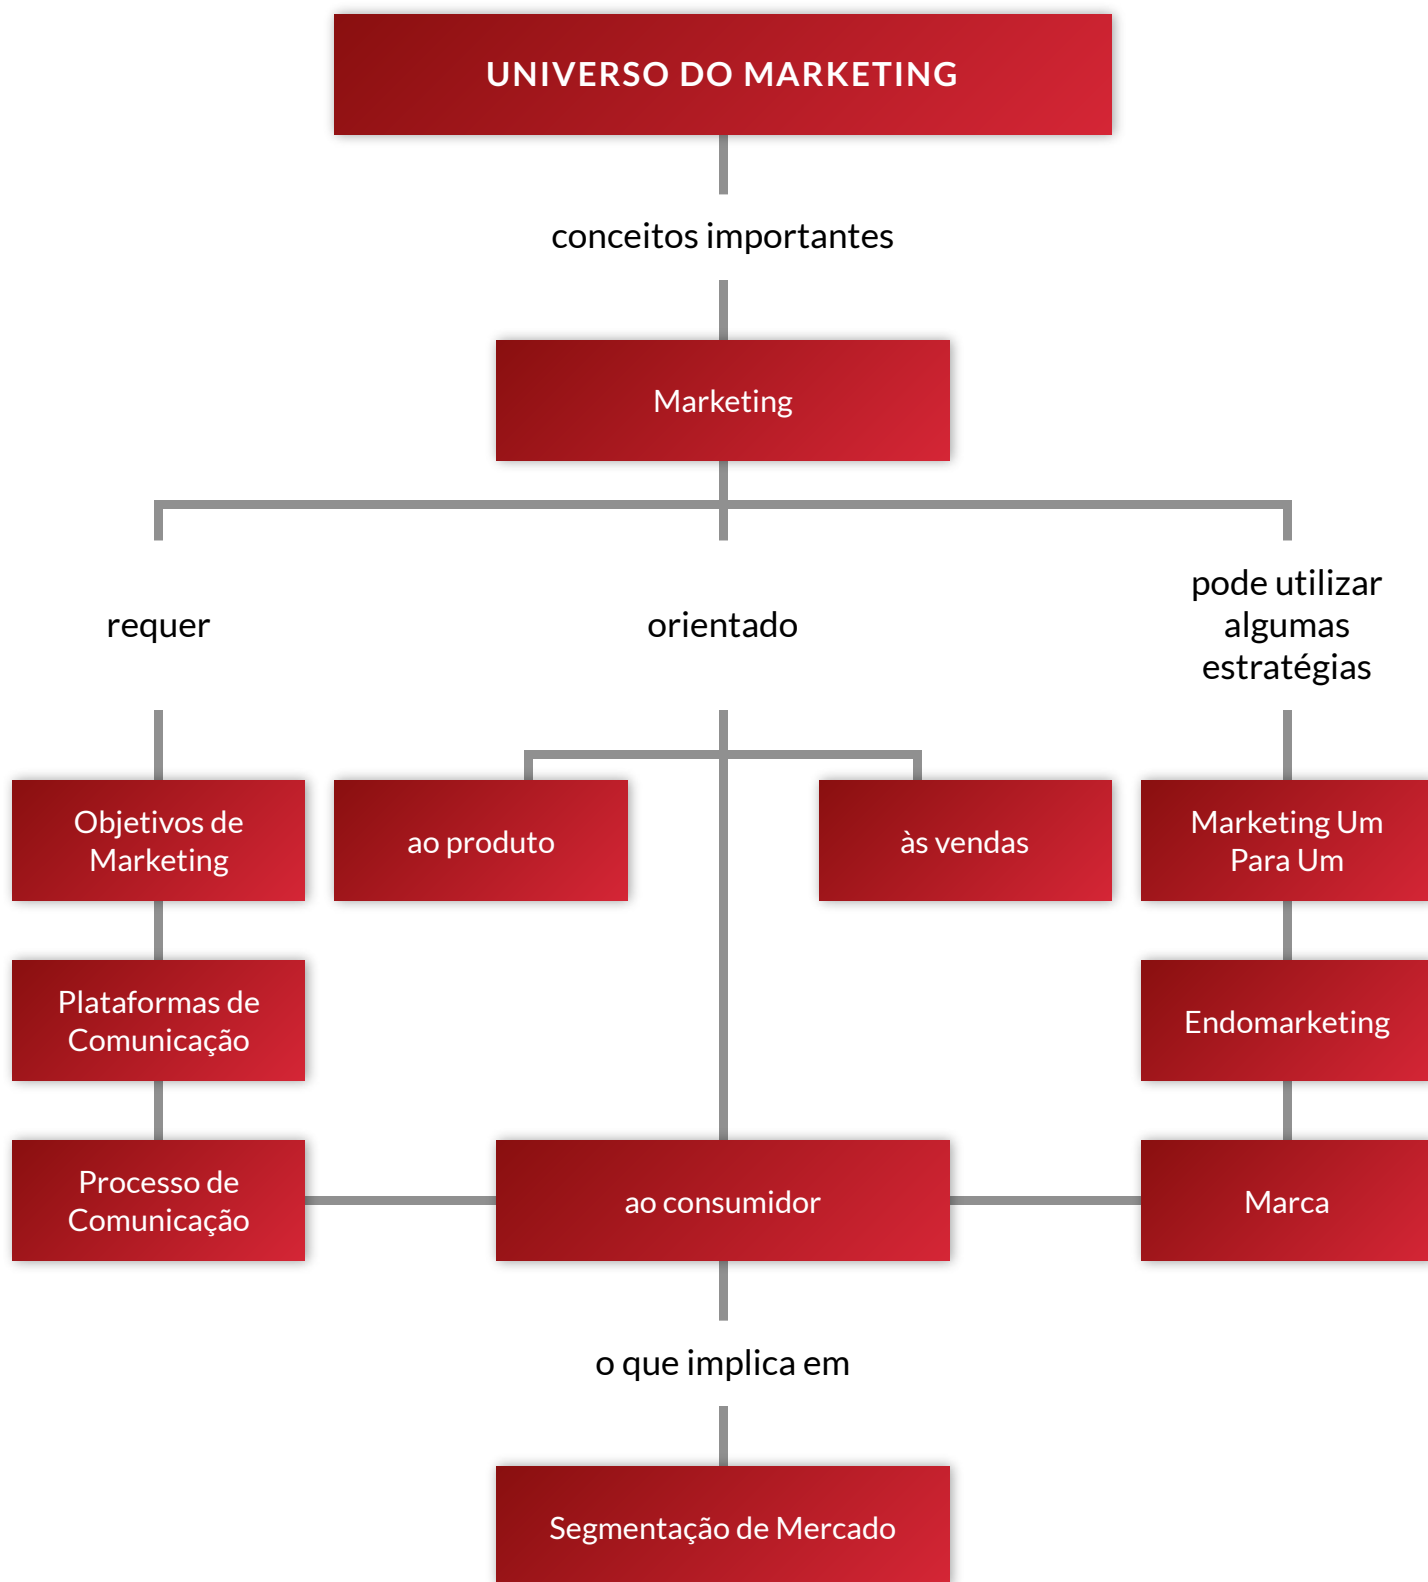 UNIVERSO DO MARKETING
conceitos importantes
Marketing
requer
orientado
pode utilizar
algumas
estratégias
Objetivos de
Marketing
ao produto
às vendas
Marketing Um
Para Um
Plataformas de
Comunicação
Endomarketing
Processo de
Comunicação
ao consumidor
Marca
o que implica em
Segmentação de Mercado